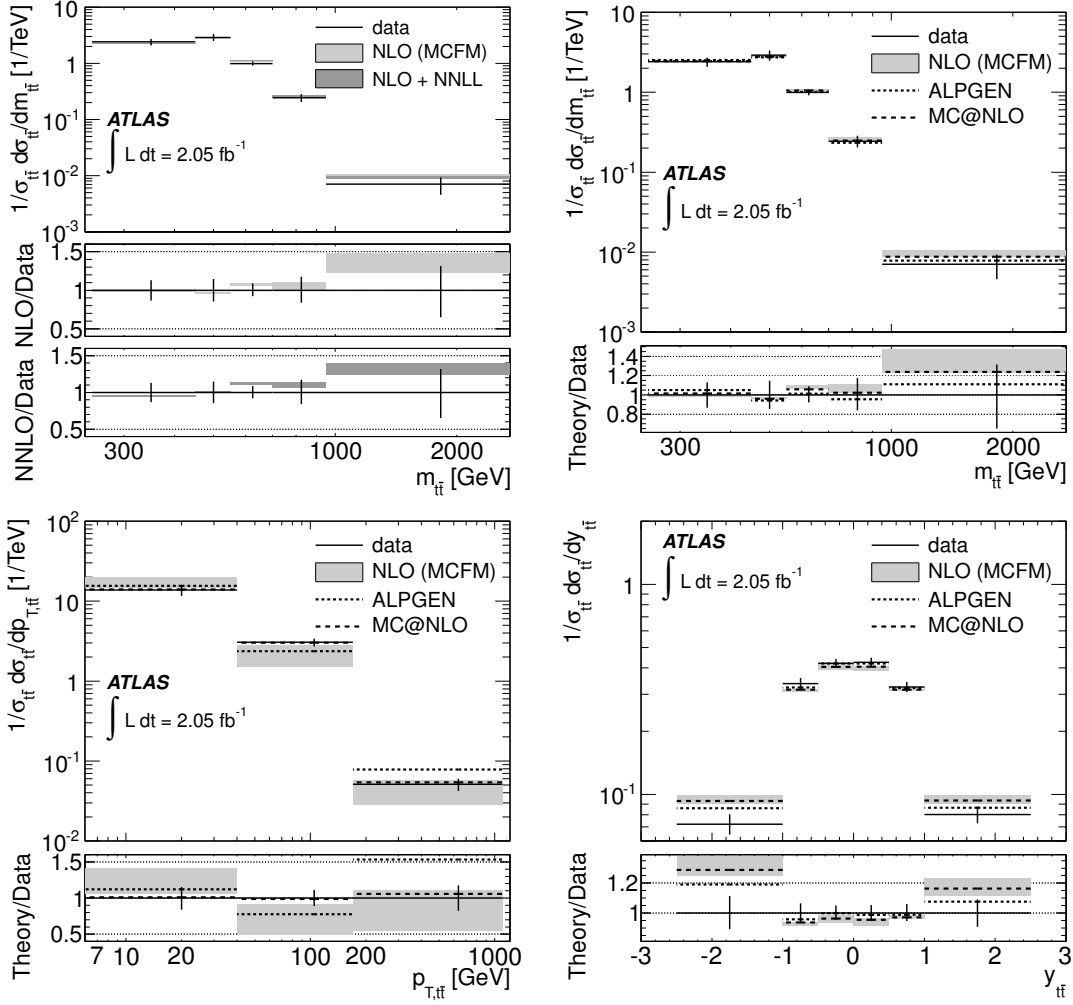 1/σ_tt̄ dσ_tt̄/dm_tt̄ [1/TeV]
10
1
10⁻¹
10⁻²
10⁻³
data
NLO (MCFM)
NLO + NNLL
ATLAS
∫ L dt = 2.05 fb⁻¹
NLO/Data
1.5
1
0.5
NNLO/Data
1.5
1
0.5
300 1000 2000
m_tt̄ [GeV]
1/σ_tt̄ dσ_tt̄/dm_tt̄ [1/TeV]
10
1
10⁻¹
10⁻²
10⁻³
data
NLO (MCFM)
ALPGEN
MC@NLO
ATLAS
∫ L dt = 2.05 fb⁻¹
Theory/Data
1.4
1.2
1
0.8
300 1000 2000
m_tt̄ [GeV]
1/σ_tt̄ dσ_tt̄/dp_T,tt̄ [1/TeV]
10²
10
1
10⁻¹
10⁻²
data
NLO (MCFM)
ALPGEN
MC@NLO
ATLAS
∫ L dt = 2.05 fb⁻¹
Theory/Data
1.5
1
0.5
7 10 20 100 200 1000
p_T,tt̄ [GeV]
1/σ_tt̄ dσ_tt̄/dy_tt̄
1
10⁻¹
ATLAS
∫ L dt = 2.05 fb⁻¹
data
NLO (MCFM)
ALPGEN
MC@NLO
Theory/Data
1.2
1
-3 -2 -1 0 1 2 3
y_tt̄